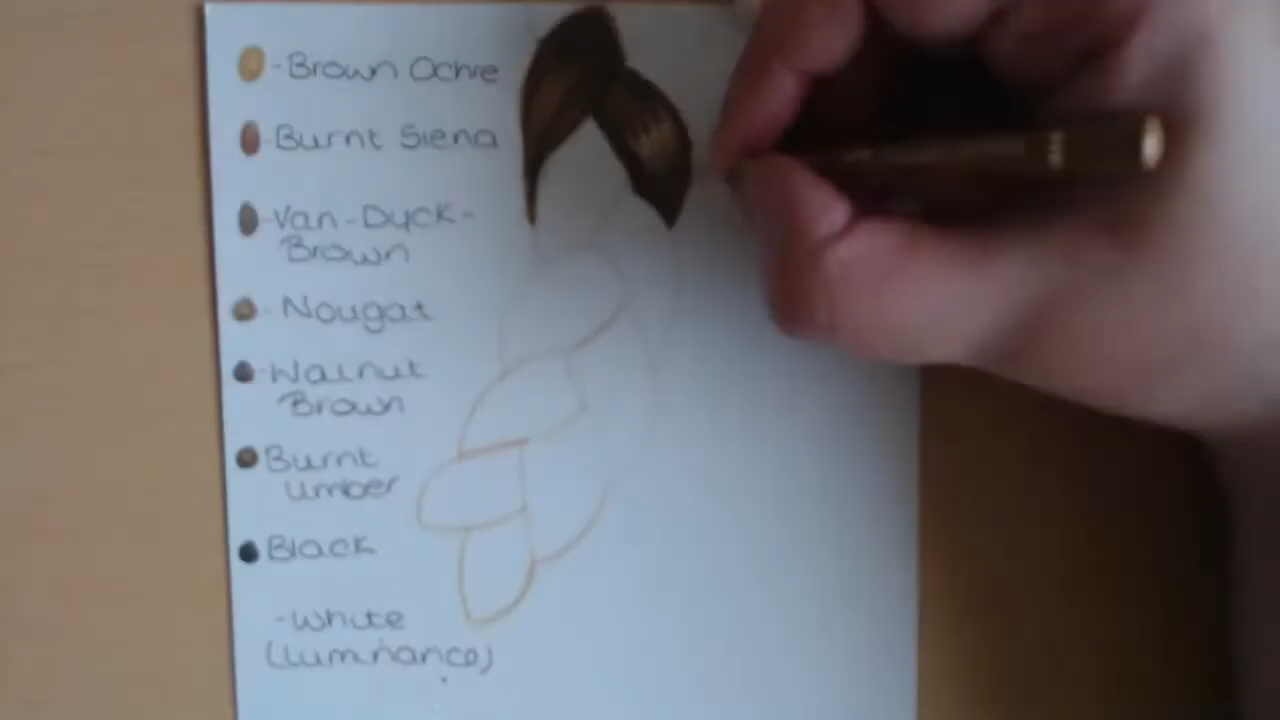 -Brown Ochre
Burnt Siena
-Van-Dyck-
Brown
- Nougat
-Walnut
Brown
Burnt
Umber
Black
-White
(Luminance)